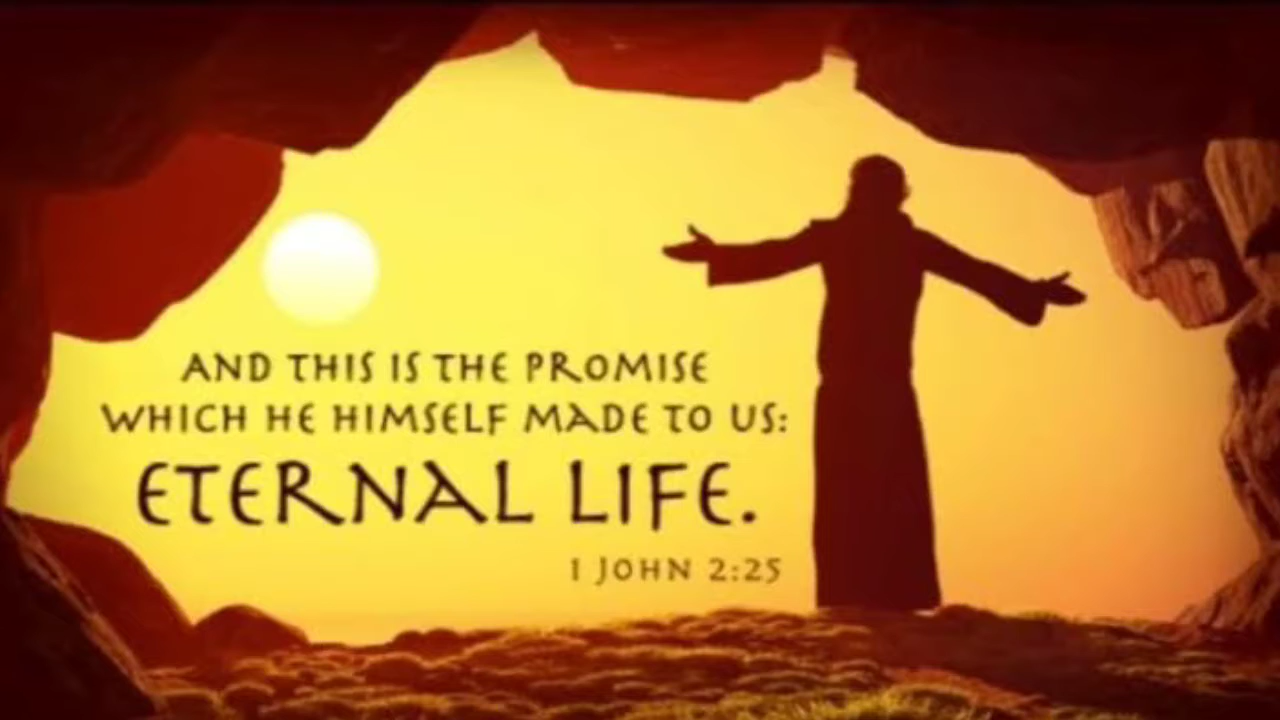 AND THIS IS THE PROMISE
WHICH HE HIMSELF MADE TO US:
ETERNAL LIFE.
1 JOHN 2:25